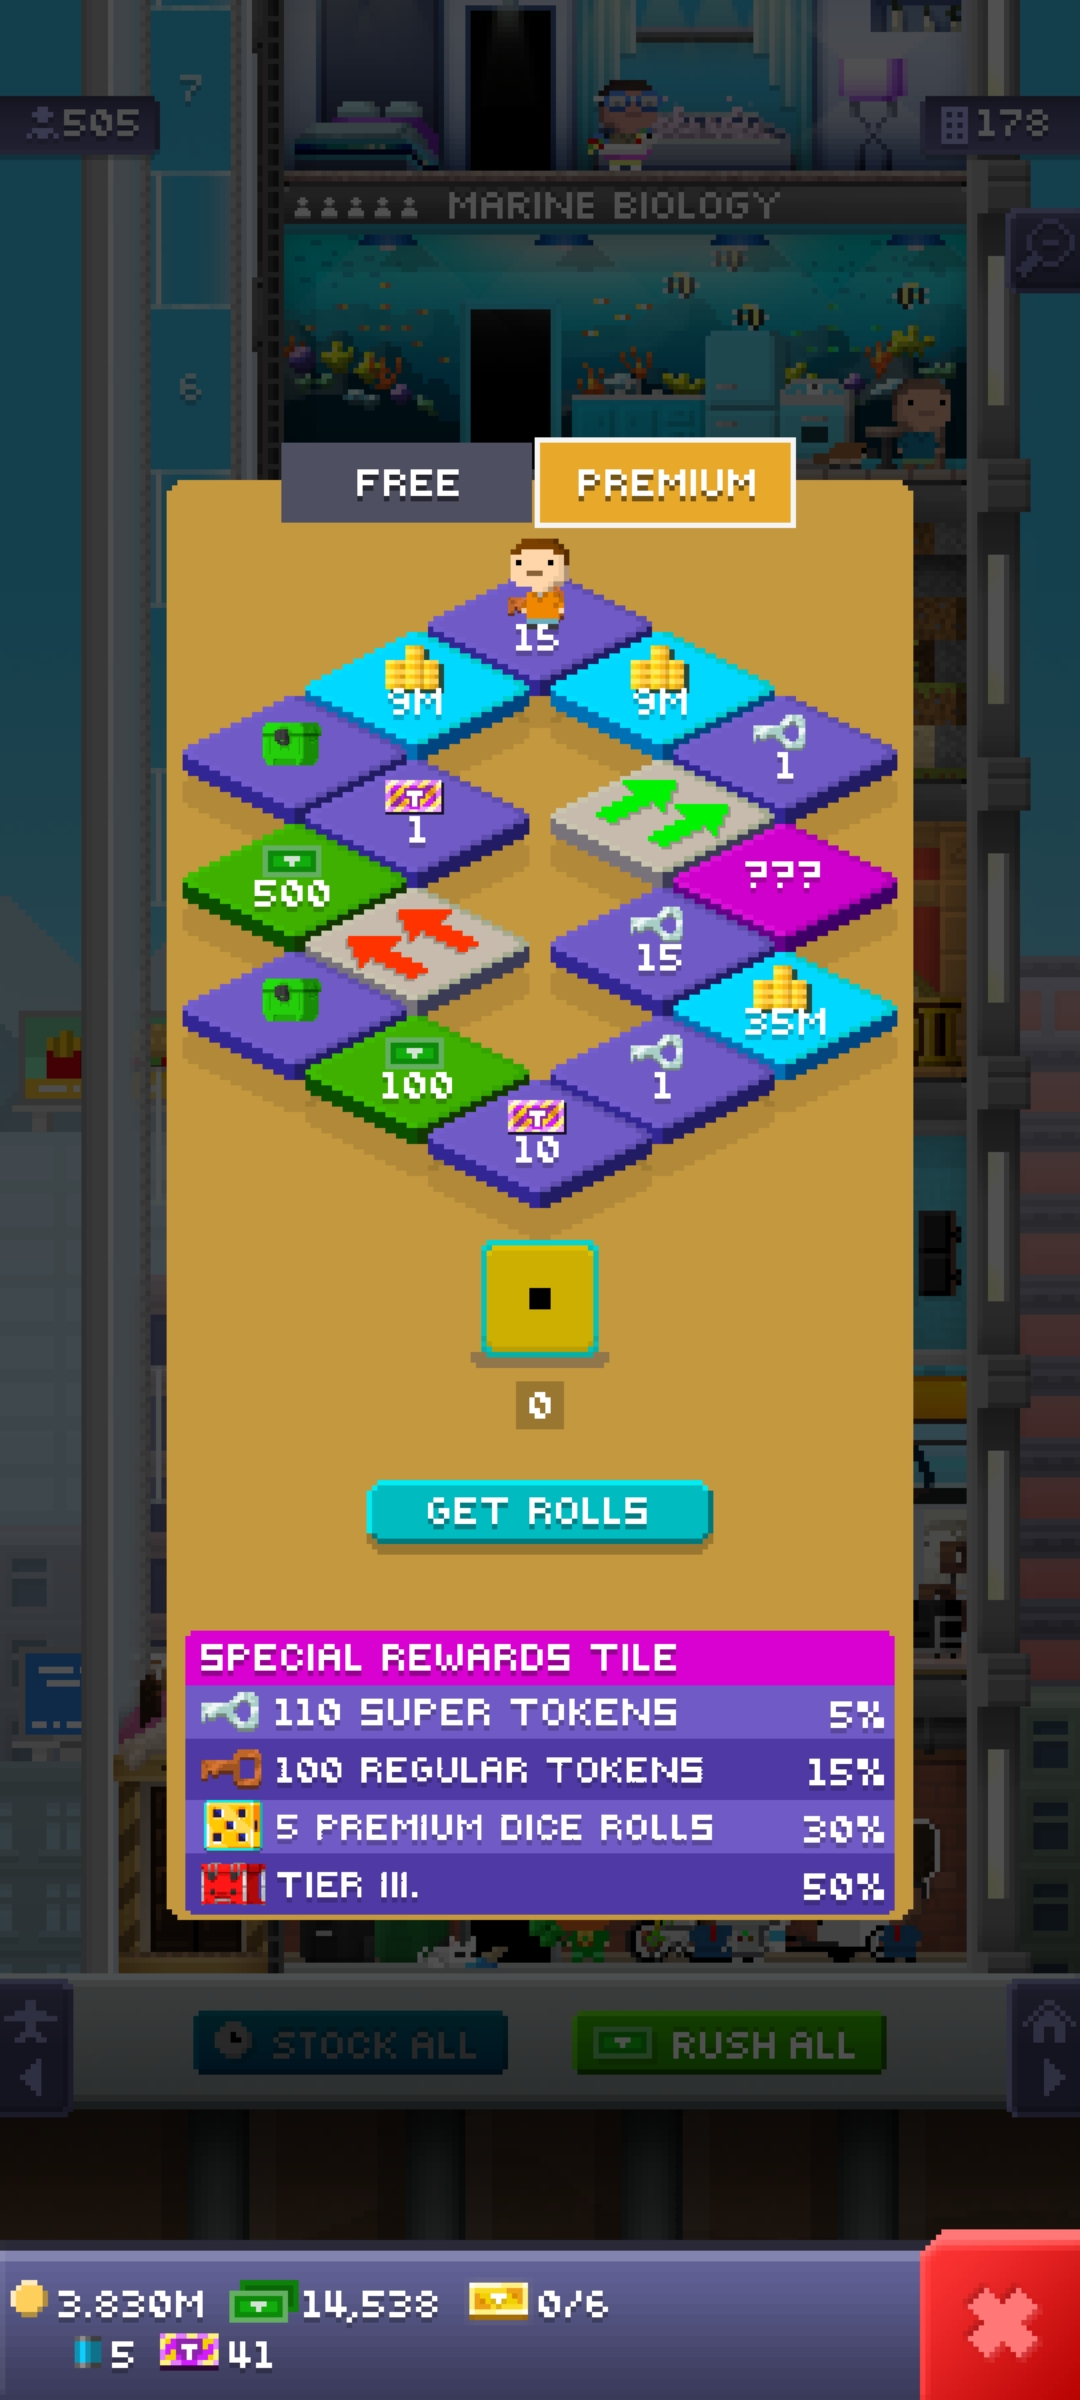 7
505
178
MARINE BIOLOGY
6
FREE
PREMIUM
15
9M
9M
1
1
???
500
15
35M
100
1
10
0
GET ROLLS
SPECIAL REWARDS TILE
110 SUPER TOKENS 5%
100 REGULAR TOKENS 15%
5 PREMIUM DICE ROLLS 30%
TIER III. 50%
STOCK ALL
RUSH ALL
3.830M 14,538 0/6
5 41